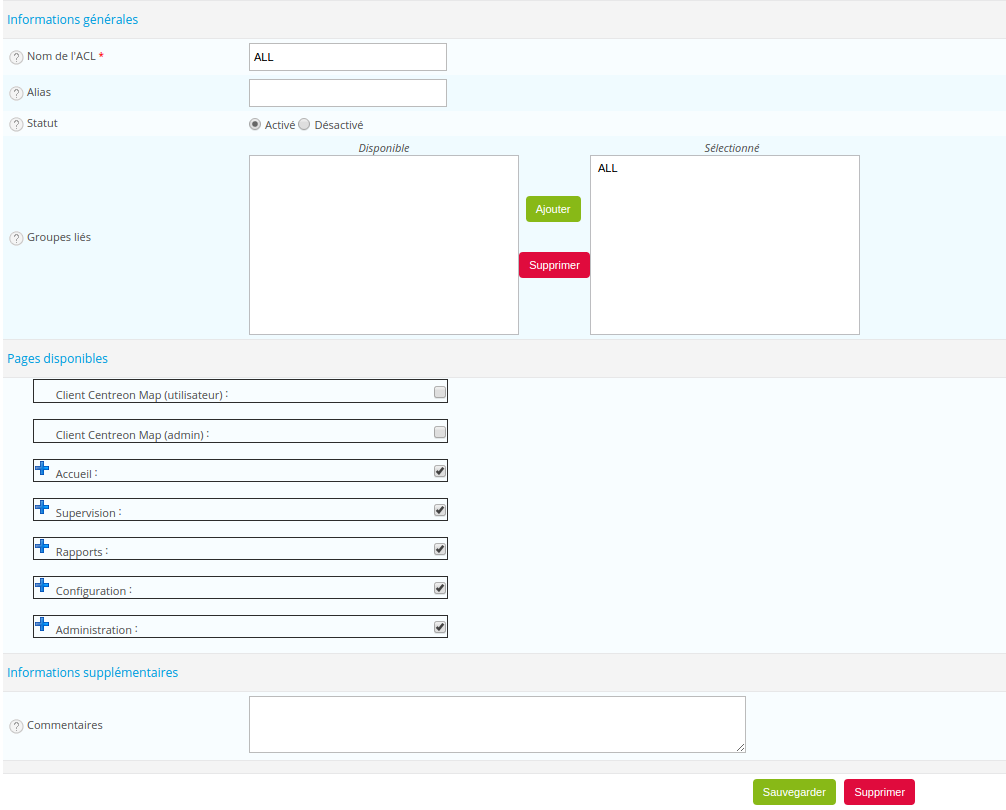 Informations générales
? Nom de l'ACL *
ALL
? Alias
? Statut
Activé Désactivé
Disponible
Sélectionné
ALL
Ajouter
? Groupes liés
Supprimer
Pages disponibles
Client Centreon Map (utilisateur) :
Client Centreon Map (admin) :
Accueil :
Supervision :
Rapports :
Configuration :
Administration :
Informations supplémentaires
? Commentaires
Sauvegarder
Supprimer